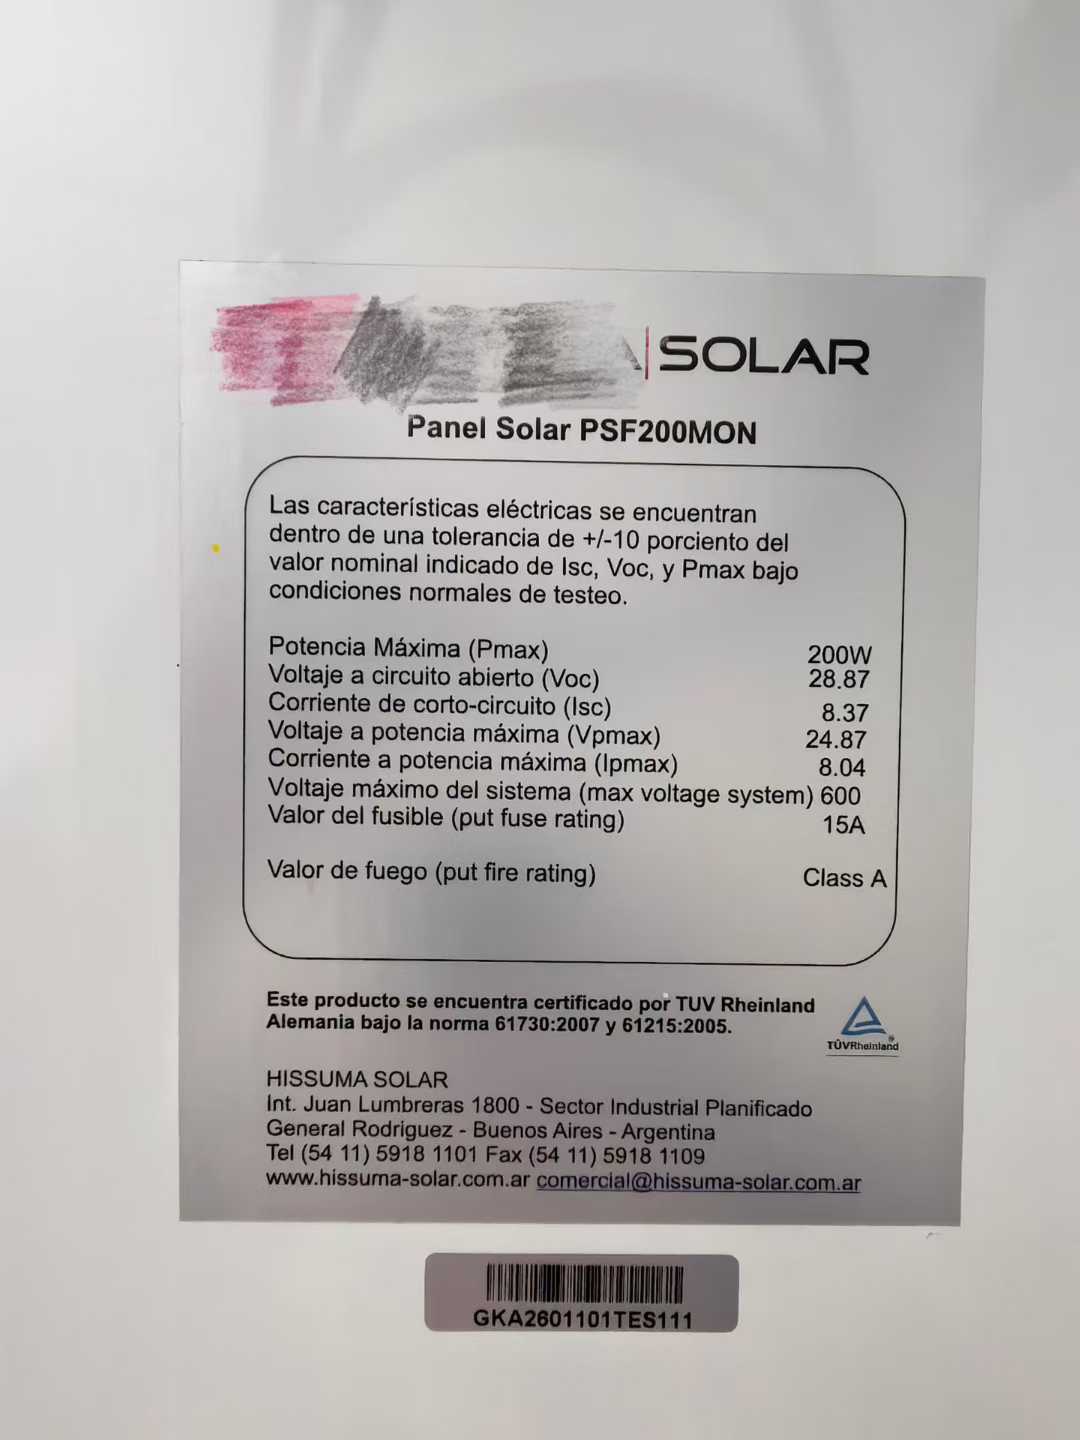 SOLAR
Panel Solar PSF200MON
Las características eléctricas se encuentran
dentro de una tolerancia de +/-10 porciento del
valor nominal indicado de Isc, Voc, y Pmax bajo
condiciones normales de testeo.
Potencia Máxima (Pmax) 200W
Voltaje a circuito abierto (Voc) 28.87
Corriente de corto-circuito (Isc) 8.37
Voltaje a potencia máxima (Vpmax) 24.87
Corriente a potencia máxima (Ipmax) 8.04
Voltaje máximo del sistema (max voltage system) 600
Valor del fusible (put fuse rating) 15A
Valor de fuego (put fire rating) Class A
Este producto se encuentra certificado por TUV Rheinland
Alemania bajo la norma 61730:2007 y 61215:2005.
TÜVRheinland
HISSUMA SOLAR
Int. Juan Lumbreras 1800 - Sector Industrial Planificado
General Rodriguez - Buenos Aires - Argentina
Tel (54 11) 5918 1101 Fax (54 11) 5918 1109
www.hissuma-solar.com.ar comercial@hissuma-solar.com.ar
GKA2601101TES111